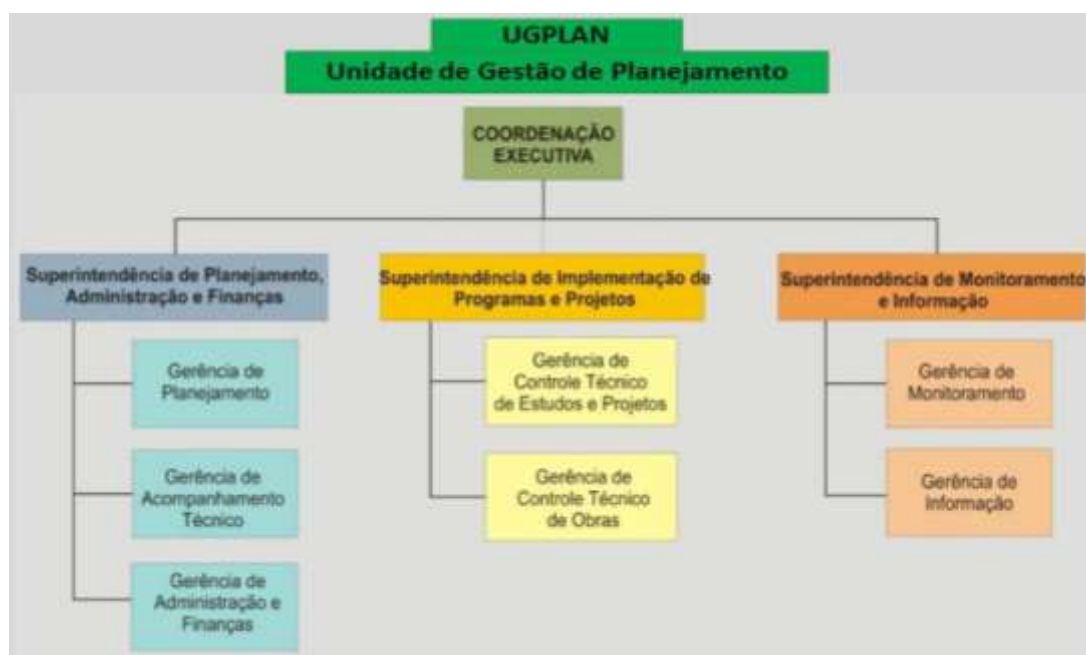 UGPLAN
Unidade de Gestão de Planejamento
COORDENAÇÃO
EXECUTIVA
Superintendência de Planejamento,
Administração e Finanças
Gerência de
Planejamento
Gerência de
Acompanhamento
Técnico
Gerência de
Administração e
Finanças
Superintendência de Implementação de
Programas e Projetos
Gerência de
Controle Técnico
de Estudos e Projetos
Gerência de
Controle Técnico
de Obras
Superintendência de Monitoramento
e Informação
Gerência de
Monitoramento
Gerência de
Informação